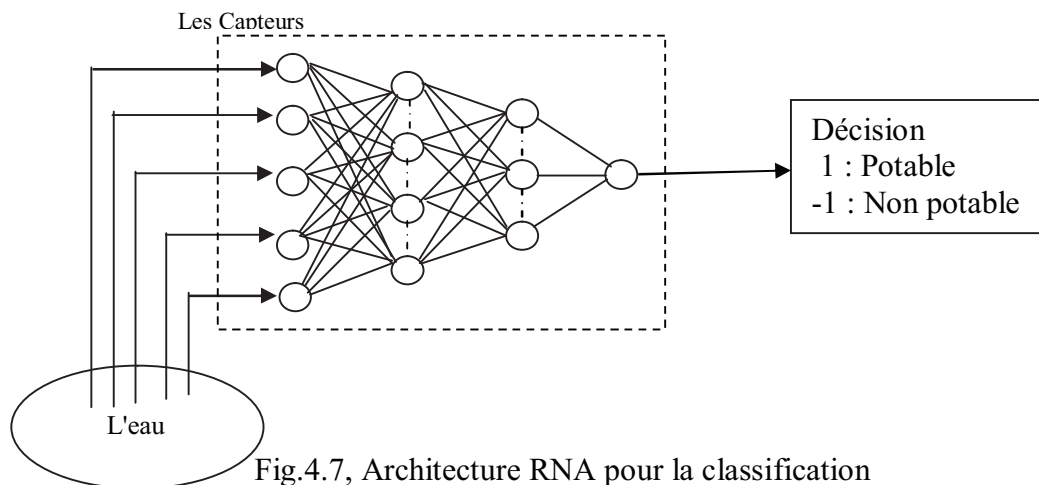 Les Capteurs
Décision
1 : Potable
-1 : Non potable
L'eau
Fig.4.7, Architecture RNA pour la classification